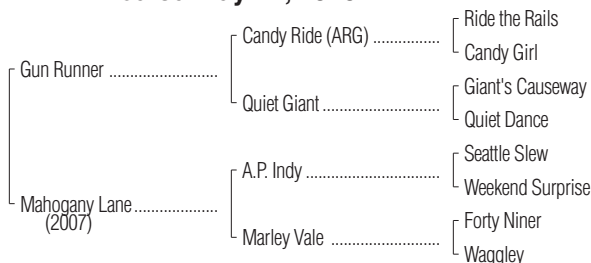 Gun Runner
Mahogany Lane
(2007)
Candy Ride (ARG)
Quiet Giant
A.P. Indy
Marley Vale
Ride the Rails
Candy Girl
Giant's Causeway
Quiet Dance
Seattle Slew
Weekend Surprise
Forty Niner
Waggley